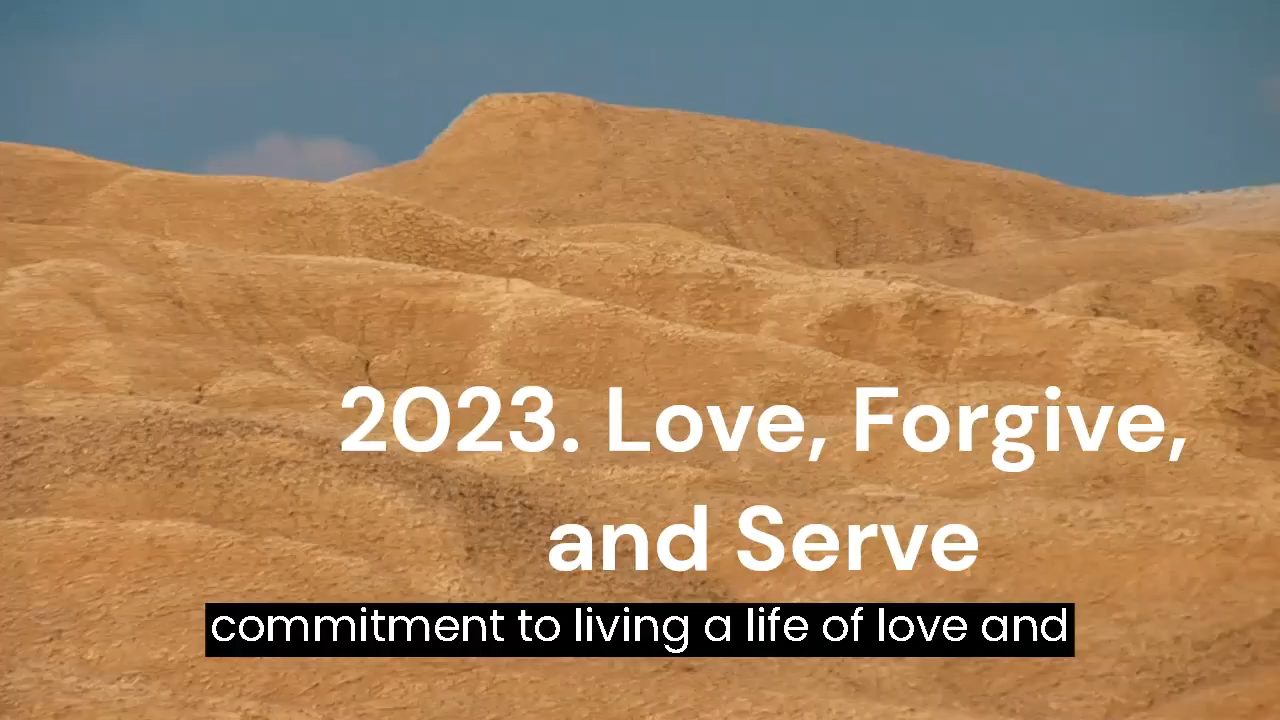 2023. Love, Forgive,
and Serve
commitment to living a life of love and